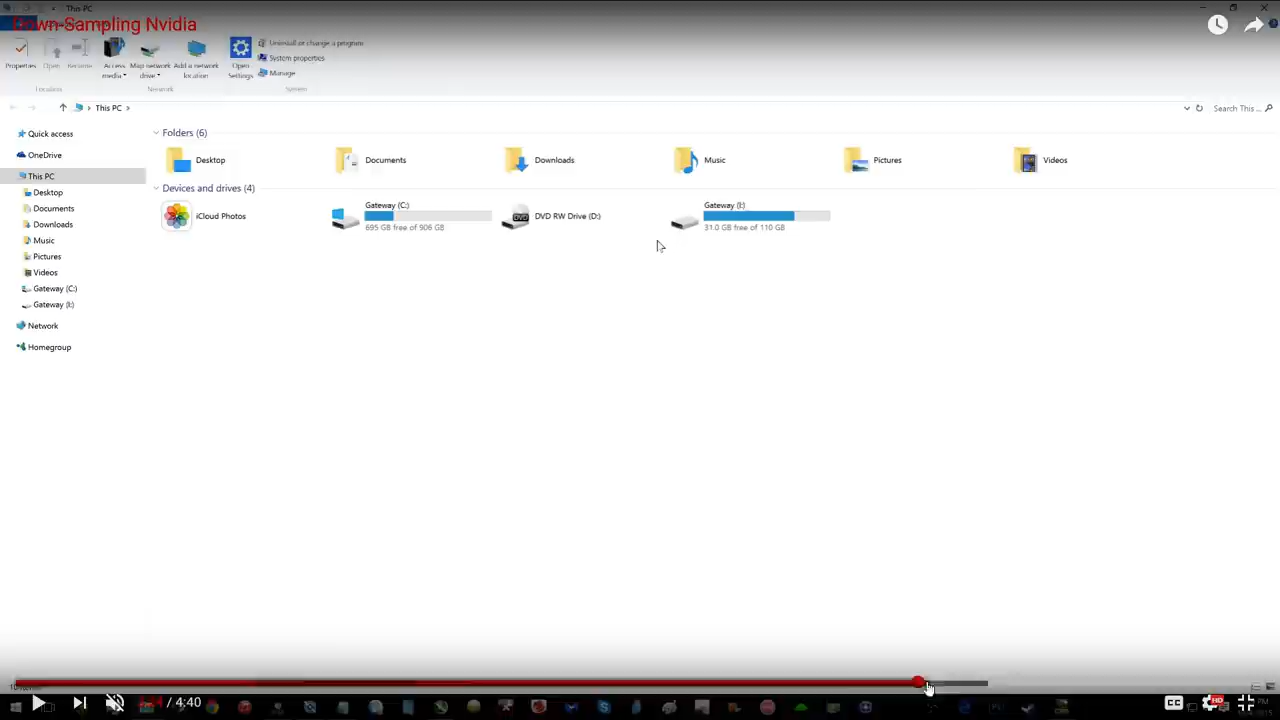 This PC
Down-Sampling Nvidia
Properties
Open
Rename
Access media
Map network drive
Add a network location
Open Settings
Uninstall or change a program
System properties
Manage
Location
Network
System
This PC
Search This ...
Quick access
OneDrive
This PC
Desktop
Documents
Downloads
Music
Pictures
Videos
Gateway (C:)
Gateway (I:)
Network
Homegroup
Folders (6)
Desktop
Documents
Downloads
Music
Pictures
Videos
Devices and drives (4)
iCloud Photos
Gateway (C:)
695 GB free of 906 GB
DVD RW Drive (D:)
DVD
Gateway (I:)
31.0 GB free of 110 GB
/ 4:40
CC
HD